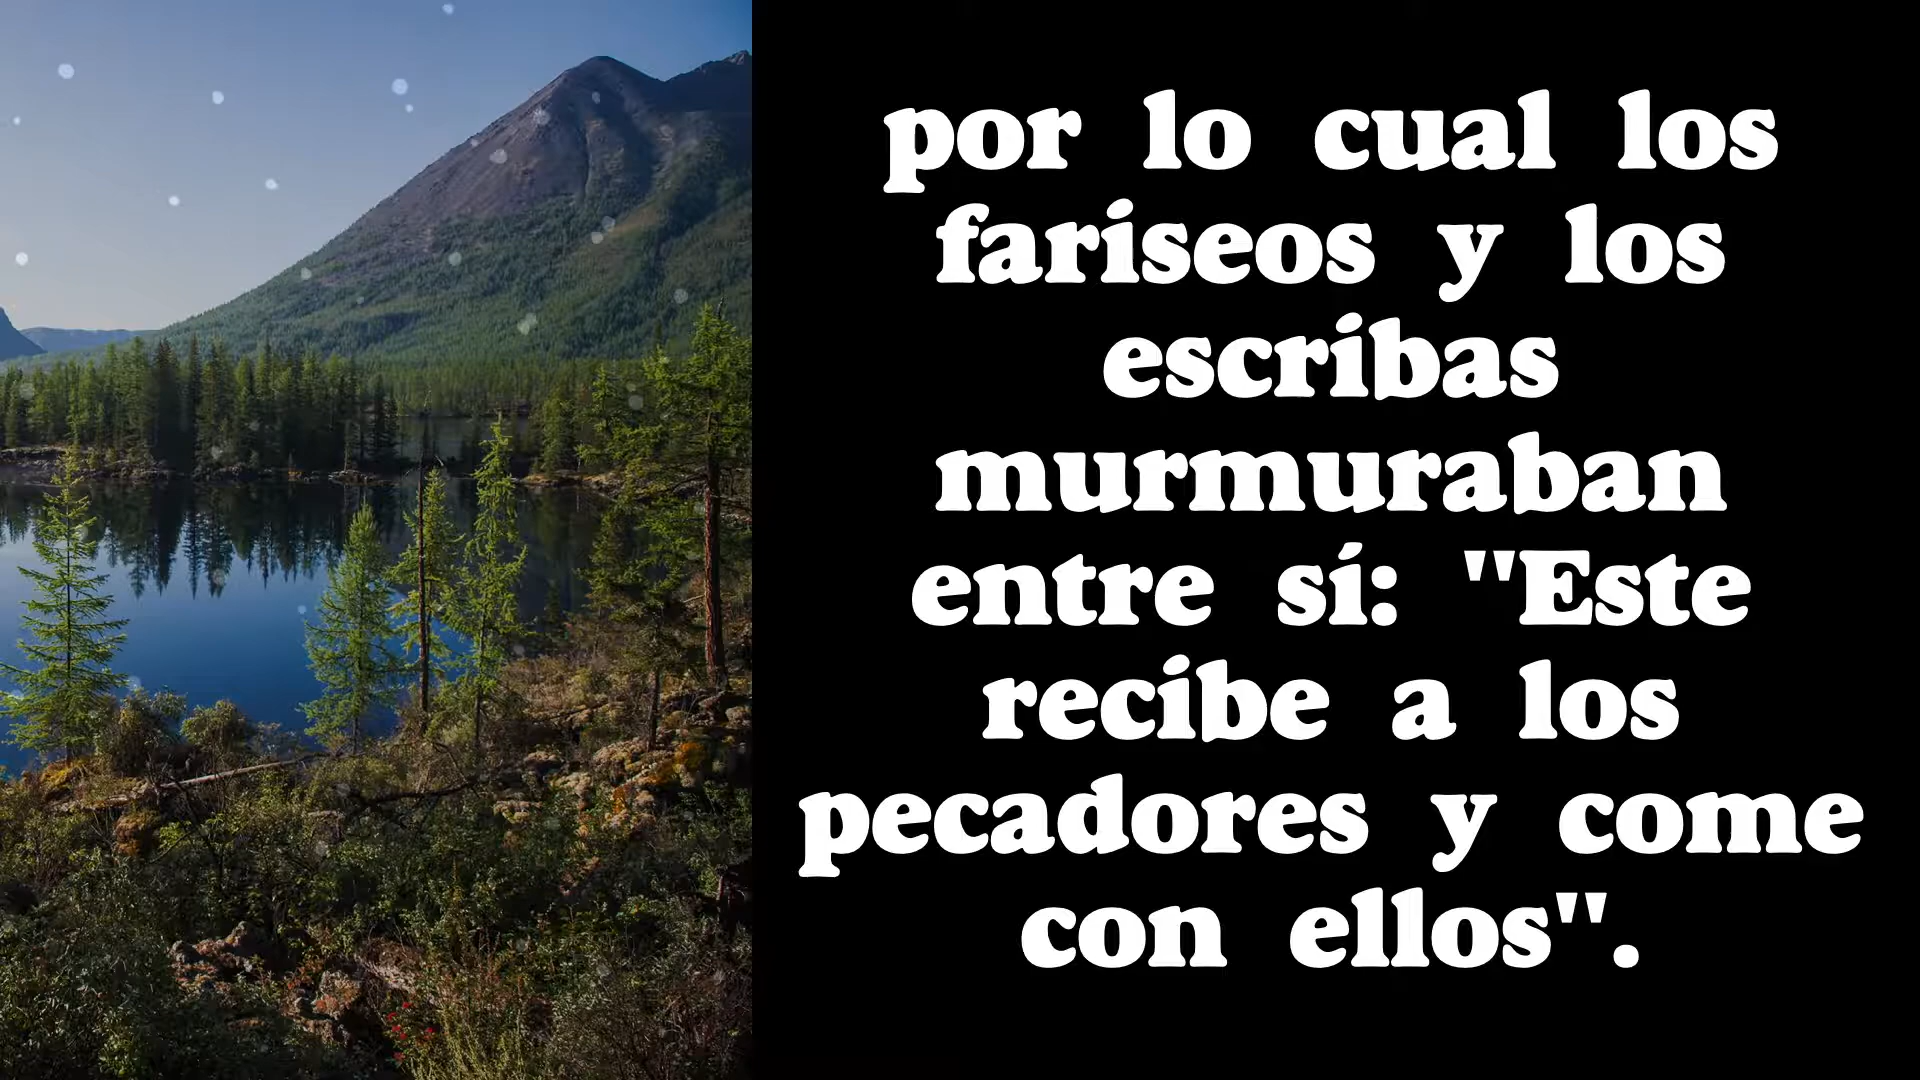 por lo cual los
fariseos y los
escribas
murmuraban
entre sí: "Este
recibe a los
pecadores y come
con ellos".